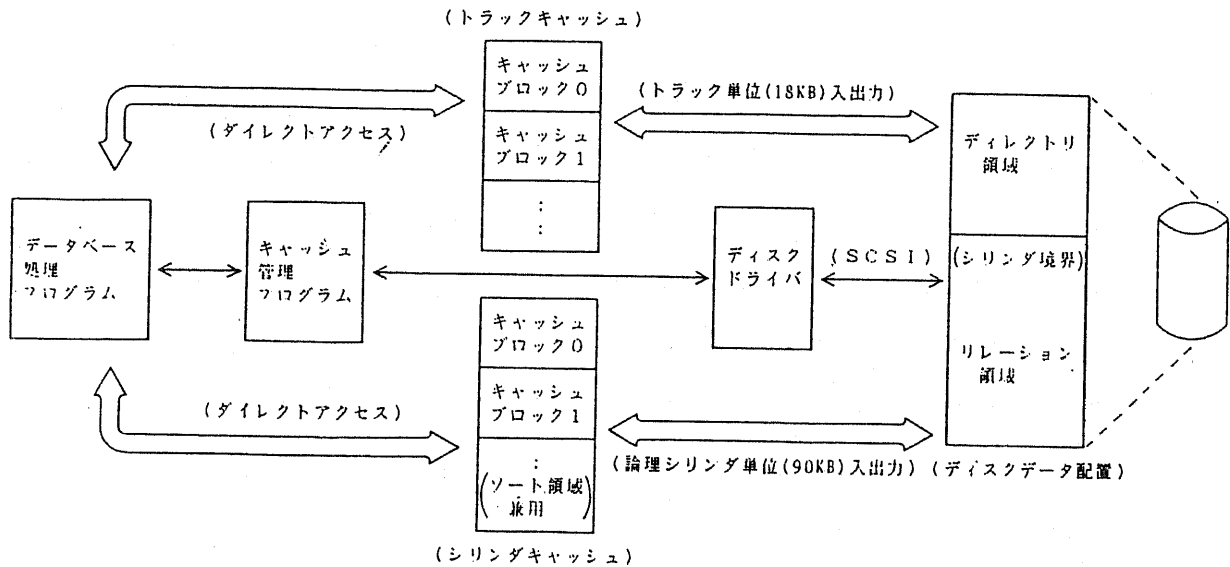 (トラックキャッシュ)
キャッシュ
ブロック0
キャッシュ
ブロック1
:
:
(ダイレクトアクセス)
(トラック単位(18KB)入出力)
ディレクトリ
領域
データベース
処理
プログラム
キャッシュ
管理
プログラム
ディスク
ドライバ
(SCSI)
(シリンダ境界)
リレーション
領域
キャッシュ
ブロック0
キャッシュ
ブロック1
:
(ソート領域
兼用)
(ダイレクトアクセス)
(論理シリンダ単位(90KB)入出力)
(ディスクデータ配置)
(シリンダキャッシュ)